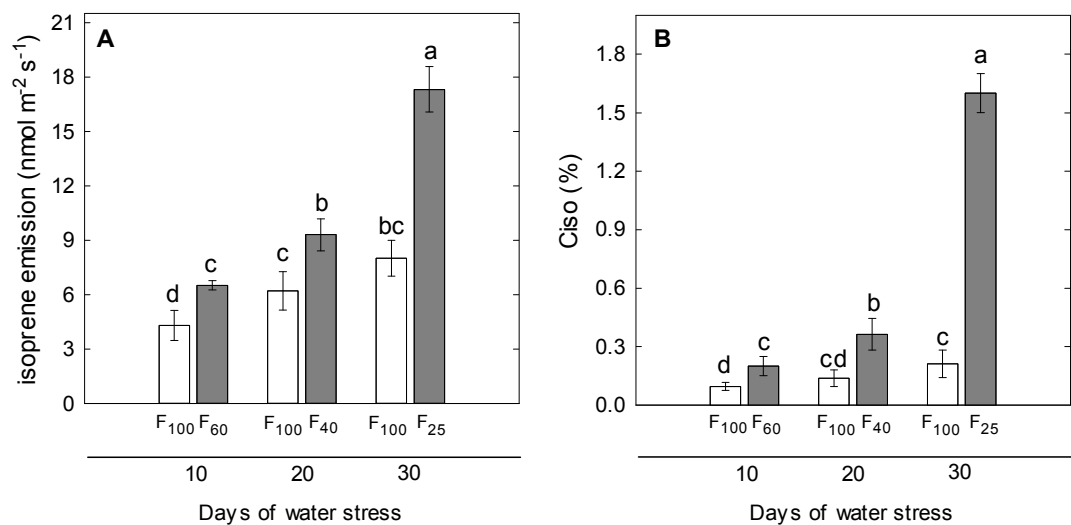 A
isoprene emission (nmol m⁻² s⁻¹)
21
18
15
12
9
6
3
0
d
c
c
b
bc
a
F₁₀₀ F₆₀ F₁₀₀ F₄₀ F₁₀₀ F₂₅
10 20 30
Days of water stress
B
Ciso (%)
1.8
1.5
1.2
0.9
0.6
0.3
0.0
d
c
cd
b
c
a
F₁₀₀ F₆₀ F₁₀₀ F₄₀ F₁₀₀ F₂₅
10 20 30
Days of water stress